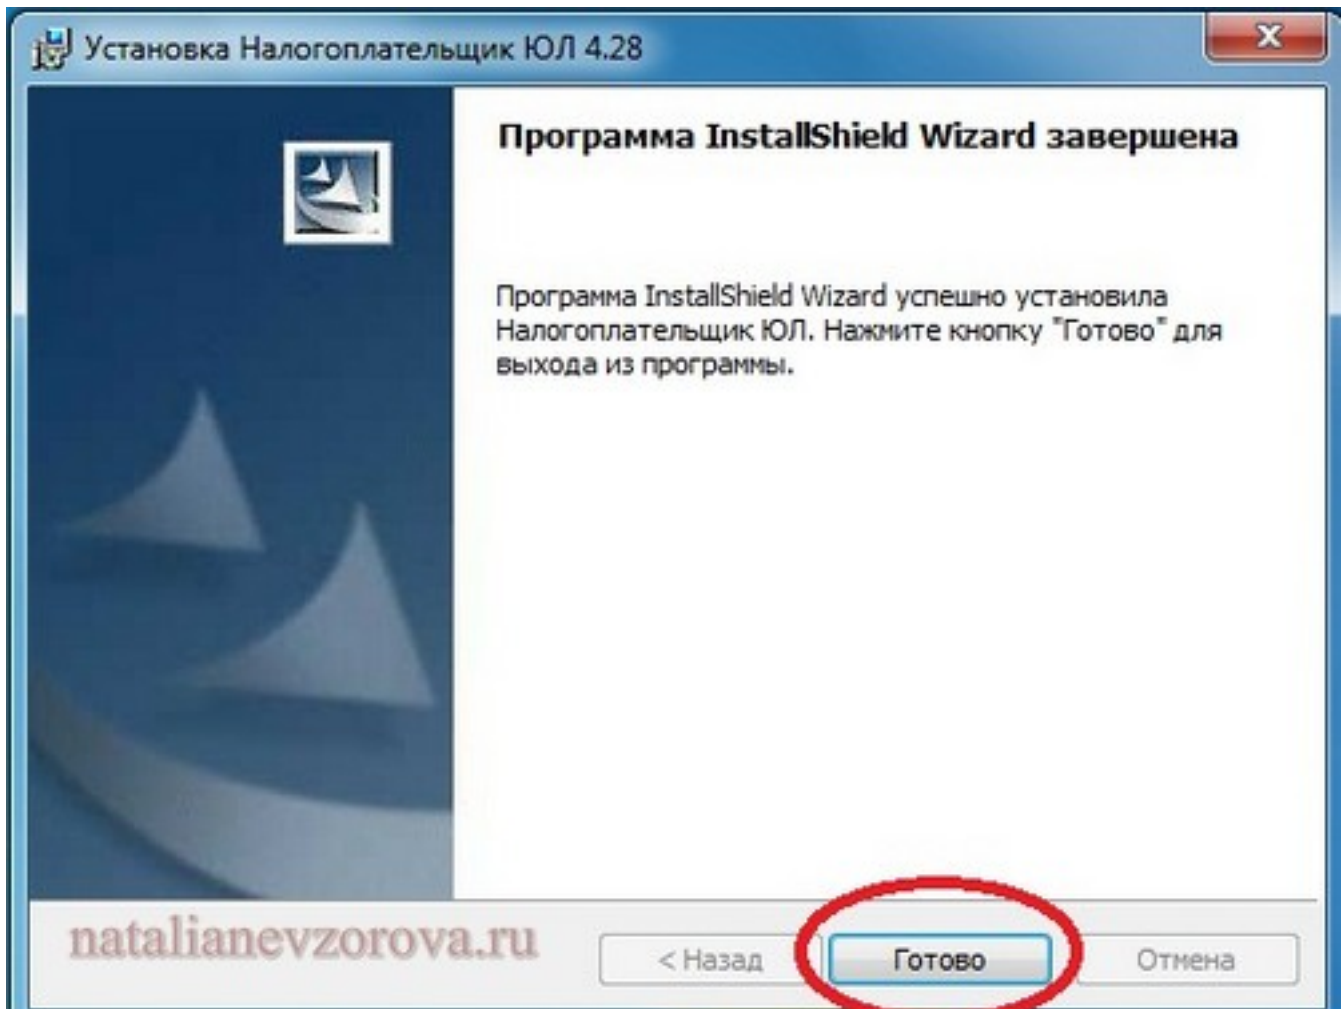 Установка Налогоплательщик ЮЛ 4.28
Программа InstallShield Wizard завершена
Программа InstallShield Wizard успешно установила
Налогоплательщик ЮЛ. Нажмите кнопку "Готово" для
выхода из программы.
natalianevzorova.ru
< Назад
Готово
Отмена